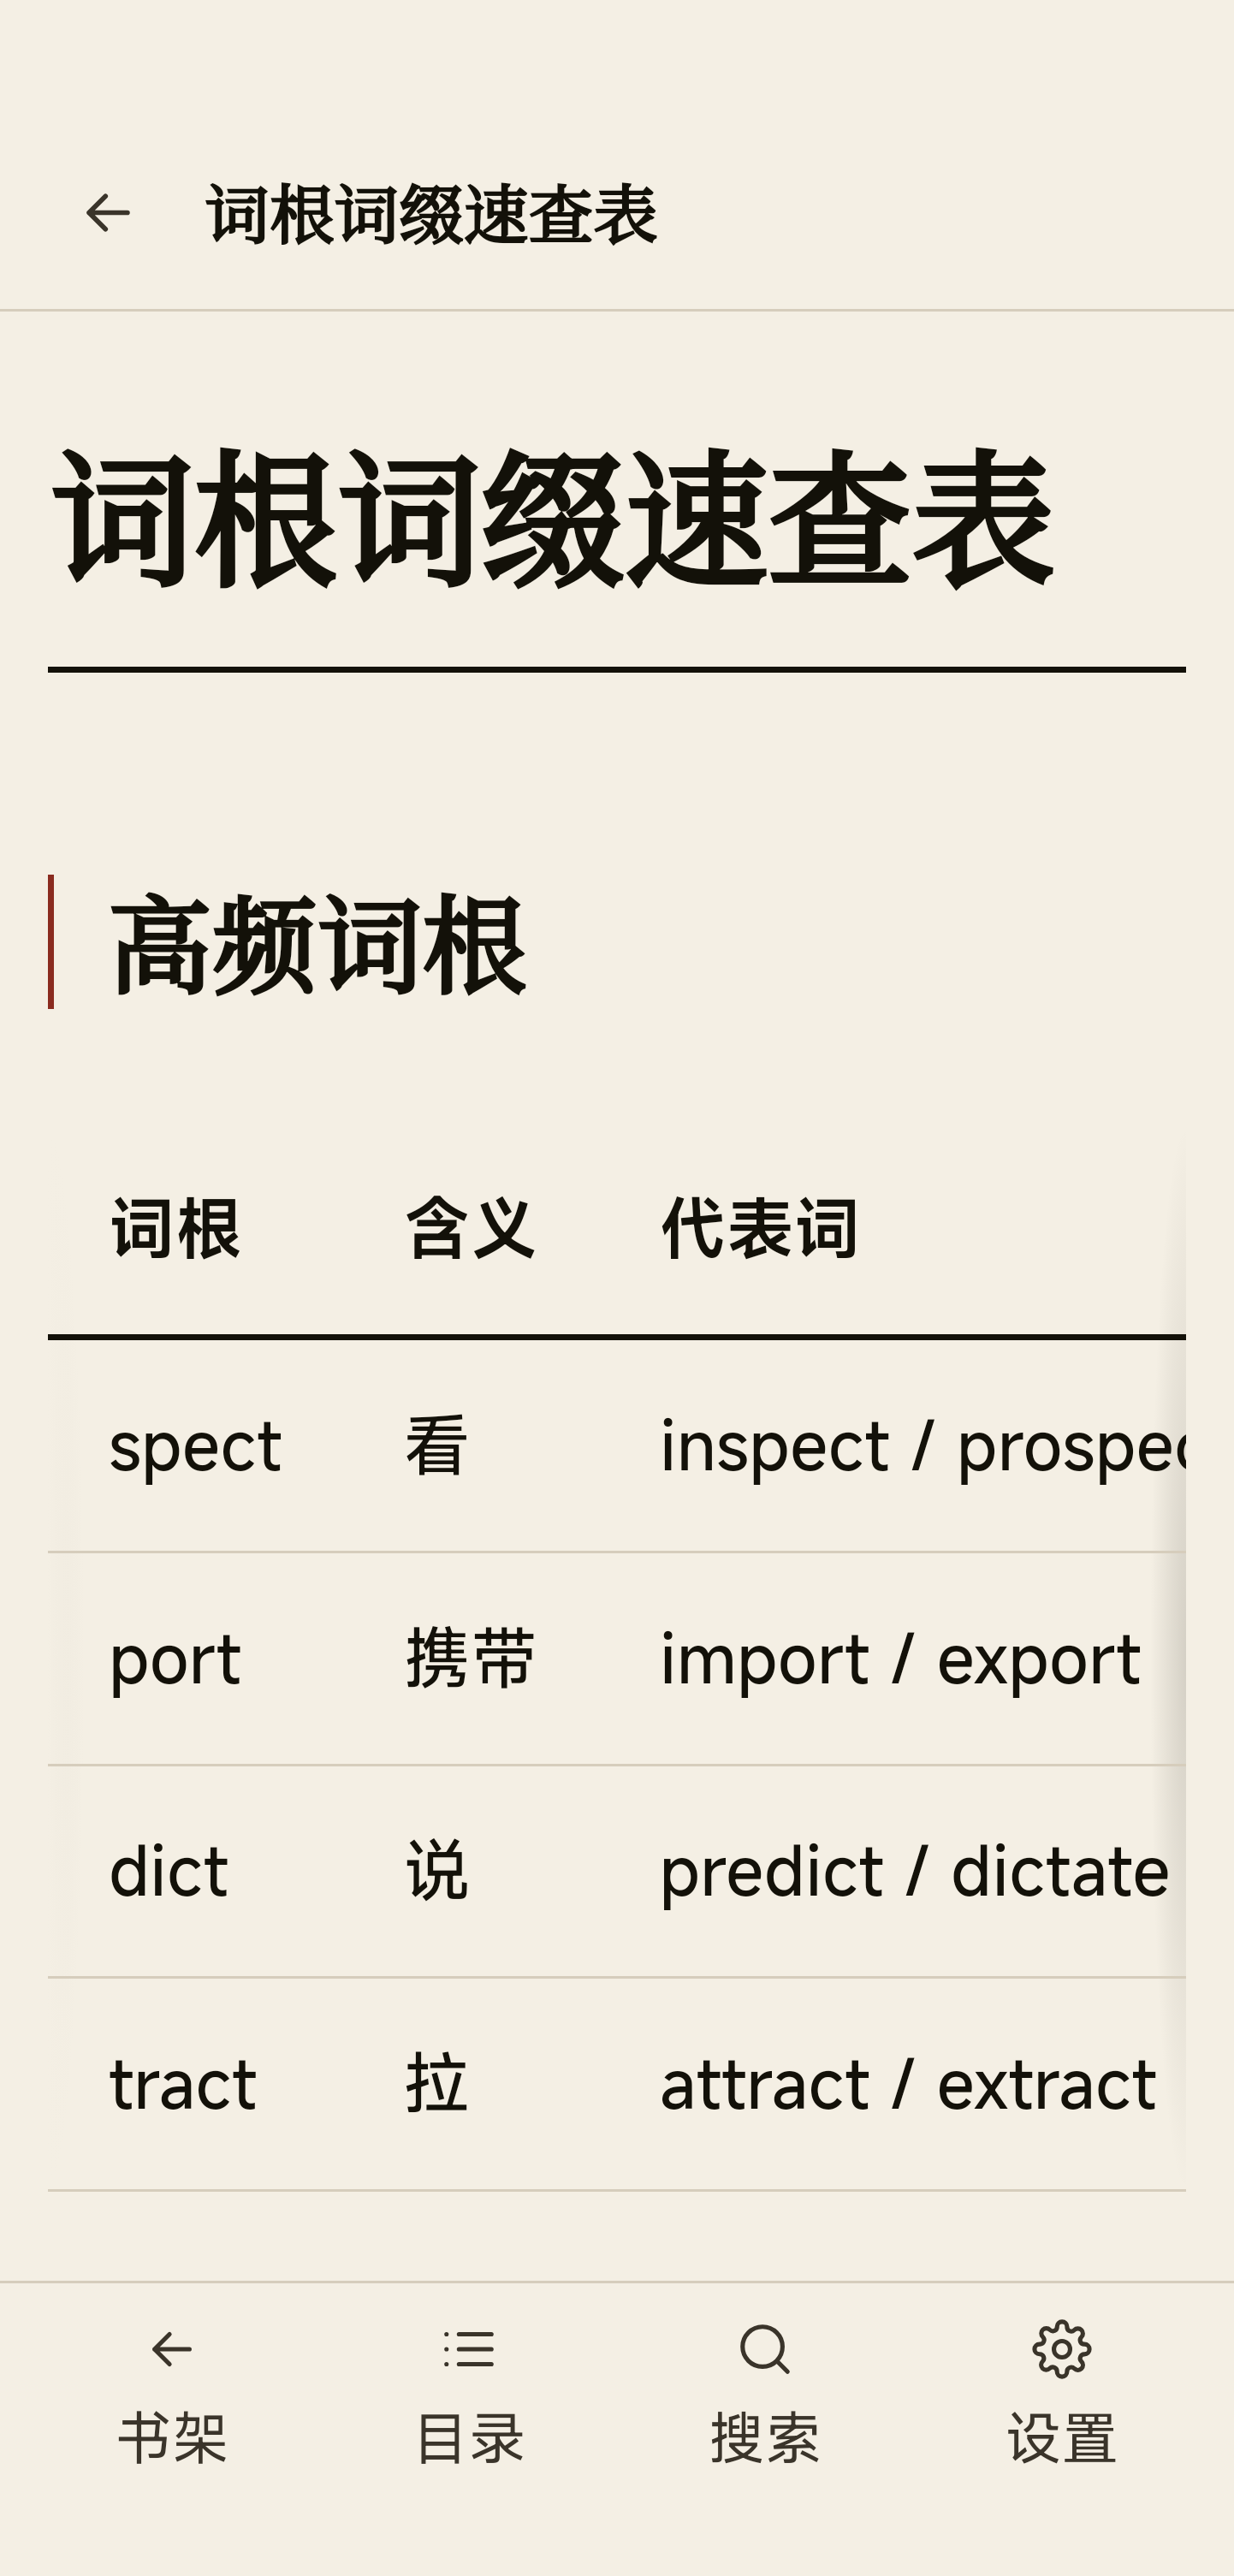 词根词缀速查表
词根词缀速查表
高频词根
词根 含义 代表词
spect 看 inspect / prospec
port 携带 import / export
dict 说 predict / dictate
tract 拉 attract / extract
书架 目录 搜索 设置